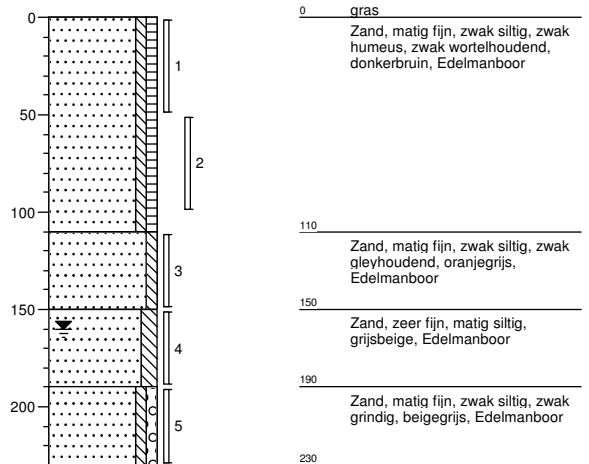 0
50
100
150
200
1
2
3
4
5
0
gras
Zand, matig fijn, zwak siltig, zwak
humeus, zwak wortelhoudend,
donkerbruin, Edelmanboor
110
Zand, matig fijn, zwak siltig, zwak
gleyhoudend, oranjegrijs,
Edelmanboor
150
Zand, zeer fijn, matig siltig,
grijsbeige, Edelmanboor
190
Zand, matig fijn, zwak siltig, zwak
grindig, beigegrijs, Edelmanboor
230